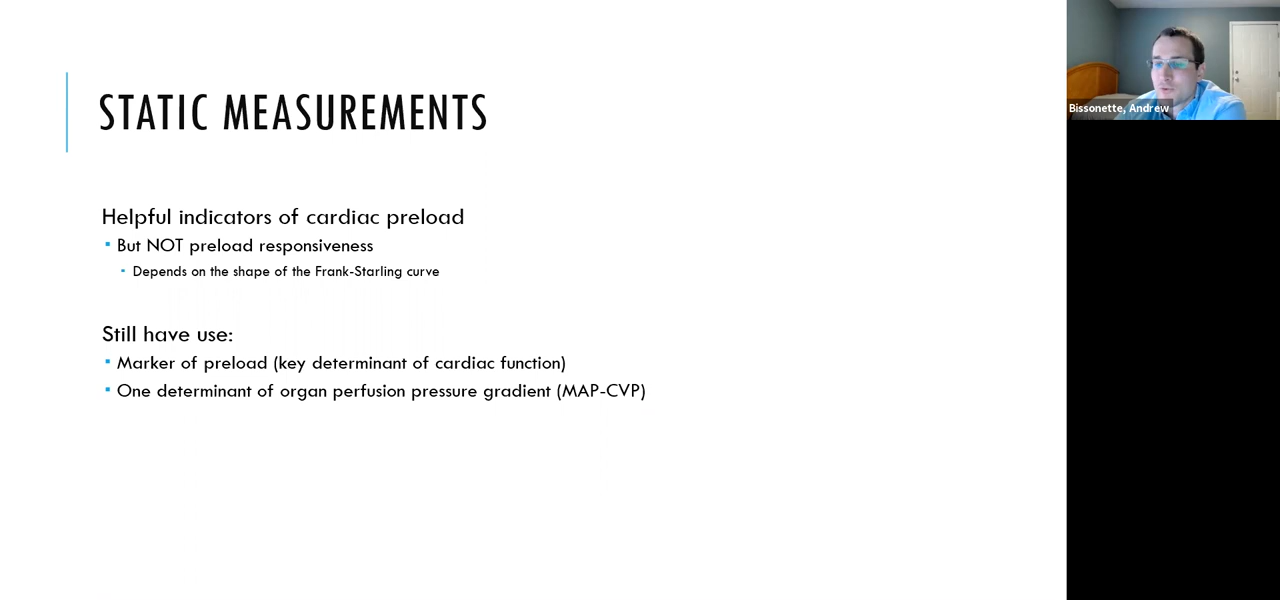 STATIC MEASUREMENTS
Helpful indicators of cardiac preload
But NOT preload responsiveness
Depends on the shape of the Frank-Starling curve
Still have use:
Marker of preload (key determinant of cardiac function)
One determinant of organ perfusion pressure gradient (MAP-CVP)
Bissonette, Andrew